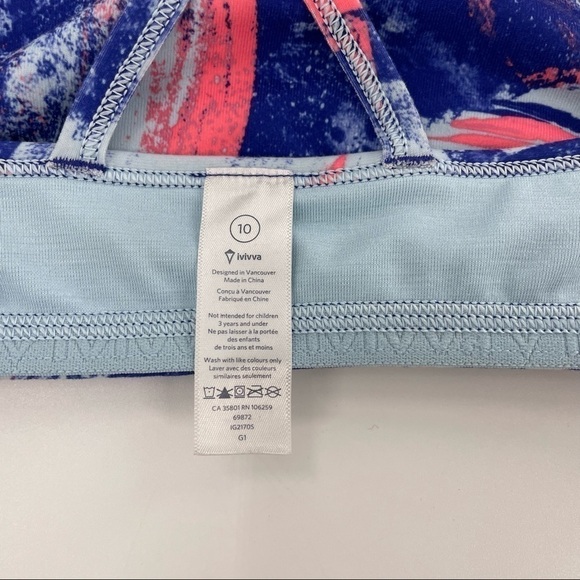 10
ivivva
Designed in Vancouver
Made in China
Conçu à Vancouver
Fabriqué en Chine
Not intended for children
3 years and under
Ne pas laisser à la portée
des enfants
de trois ans et moins
Wash with like colours only
Laver avec des couleurs
similaires seulement
CA 35801 RN 106259
69872
IG21705
G1